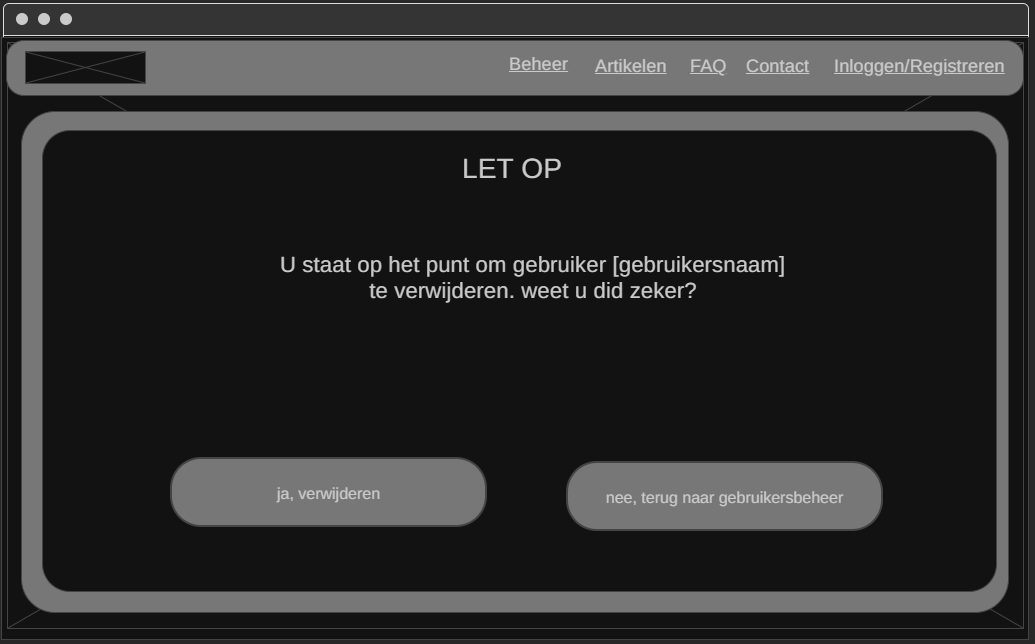 Beheer Artikelen FAQ Contact Inloggen/Registreren
LET OP
U staat op het punt om gebruiker [gebruikersnaam]
te verwijderen. weet u did zeker?
ja, verwijderen
nee, terug naar gebruikersbeheer